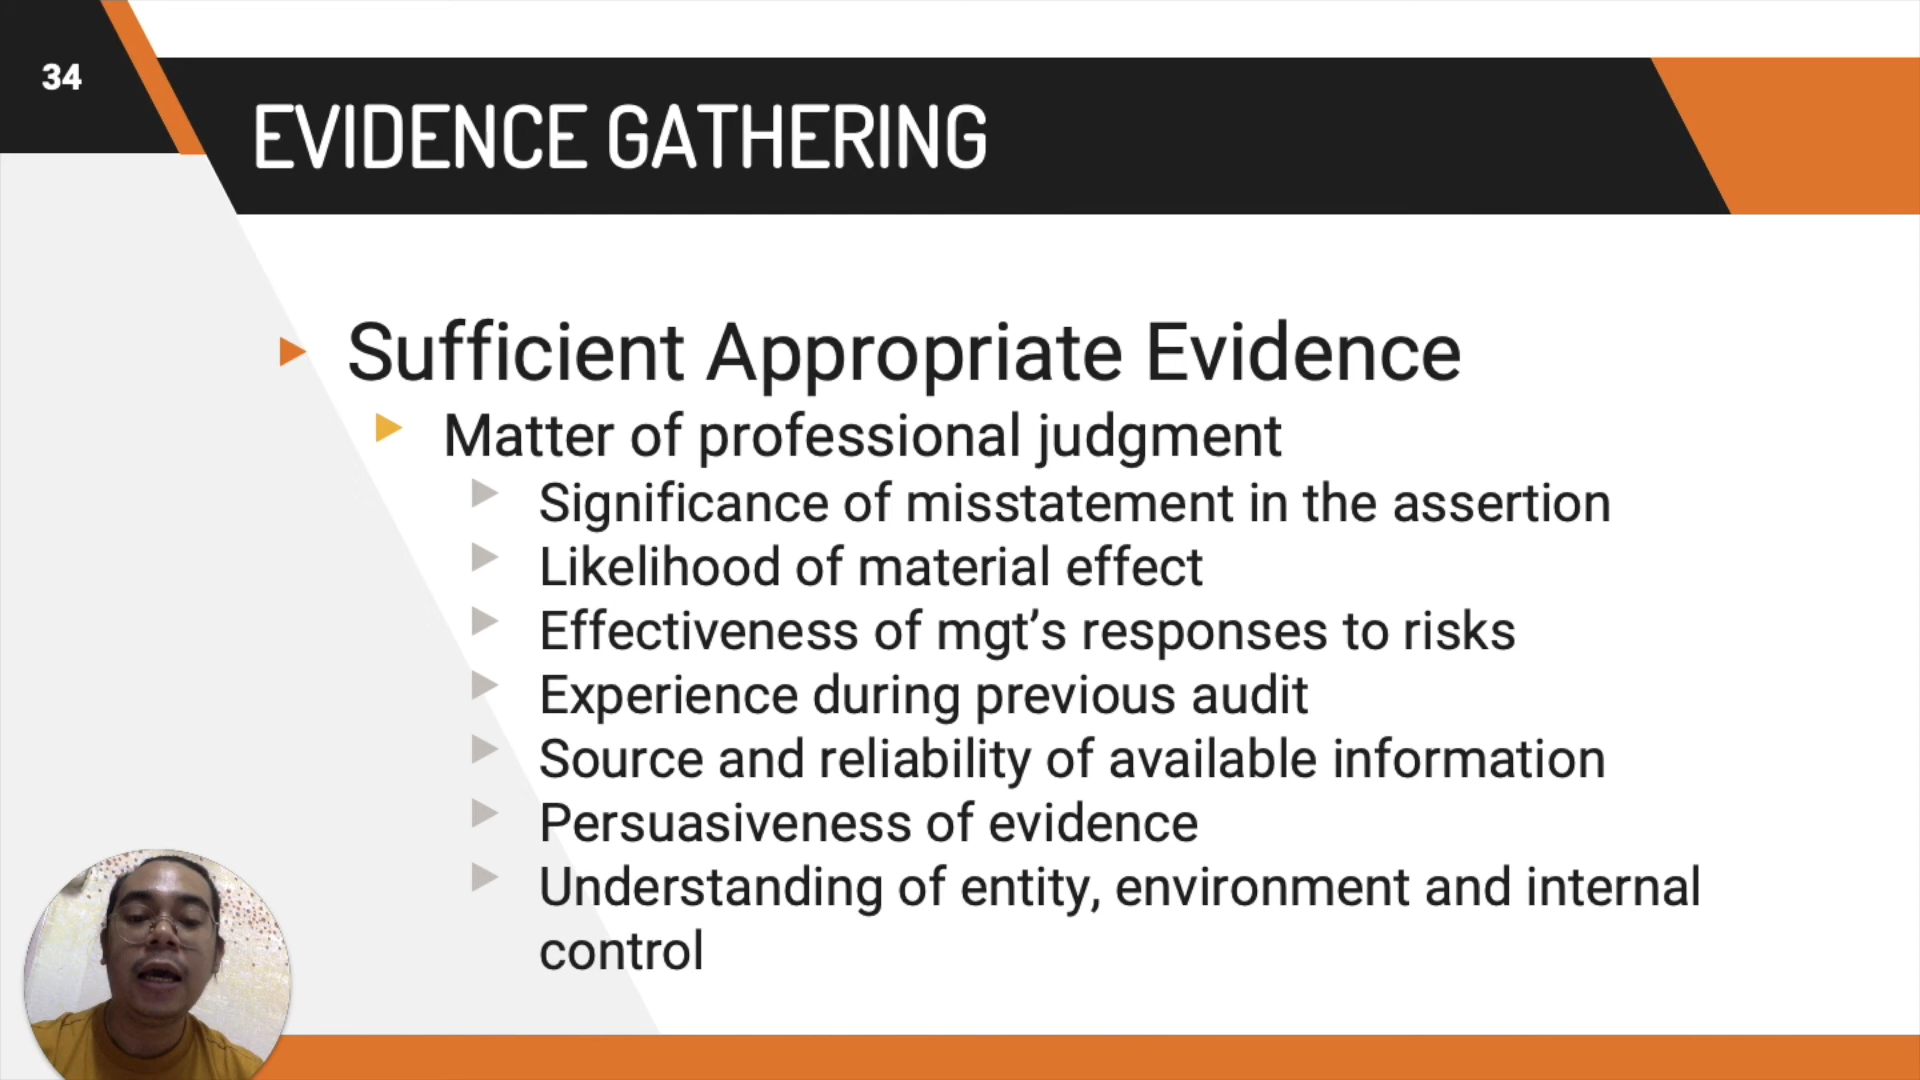 34
EVIDENCE GATHERING
Sufficient Appropriate Evidence
Matter of professional judgment
Significance of misstatement in the assertion
Likelihood of material effect
Effectiveness of mgt’s responses to risks
Experience during previous audit
Source and reliability of available information
Persuasiveness of evidence
Understanding of entity, environment and internal
control